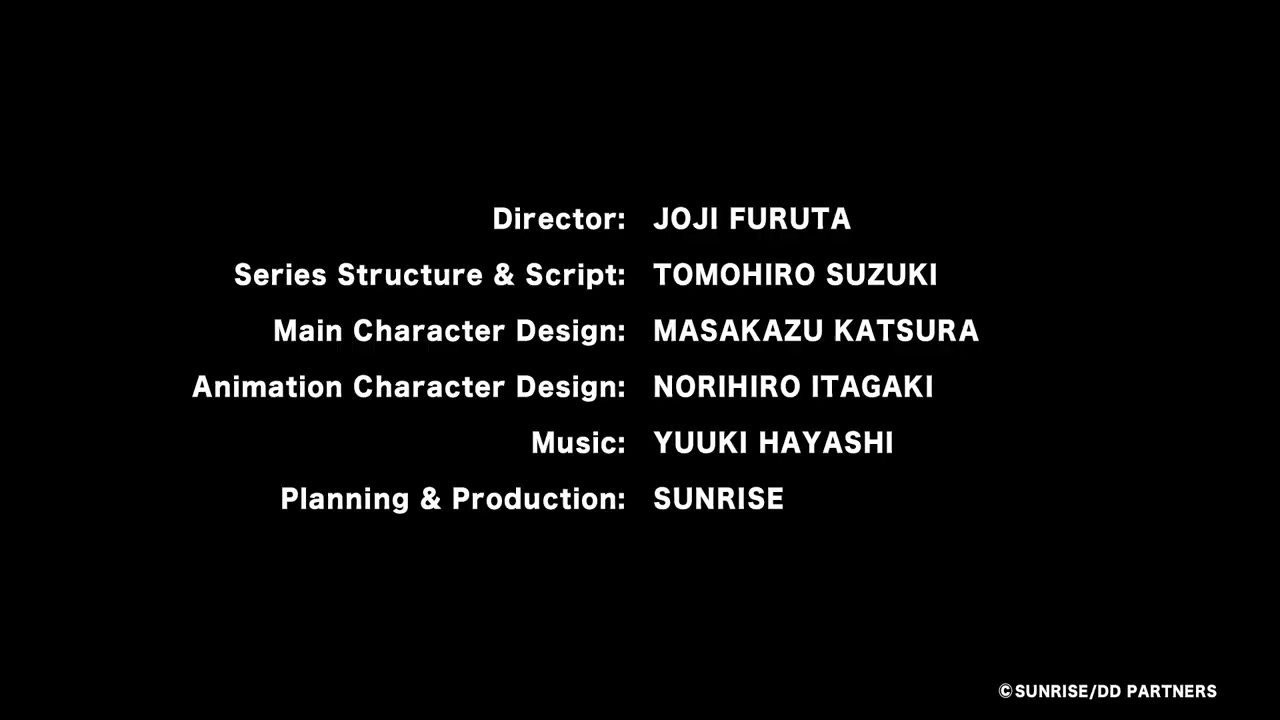 Director: JOJI FURUTA
Series Structure & Script: TOMOHIRO SUZUKI
Main Character Design: MASAKAZU KATSURA
Animation Character Design: NORIHIRO ITAGAKI
Music: YUUKI HAYASHI
Planning & Production: SUNRISE
©SUNRISE/DD PARTNERS